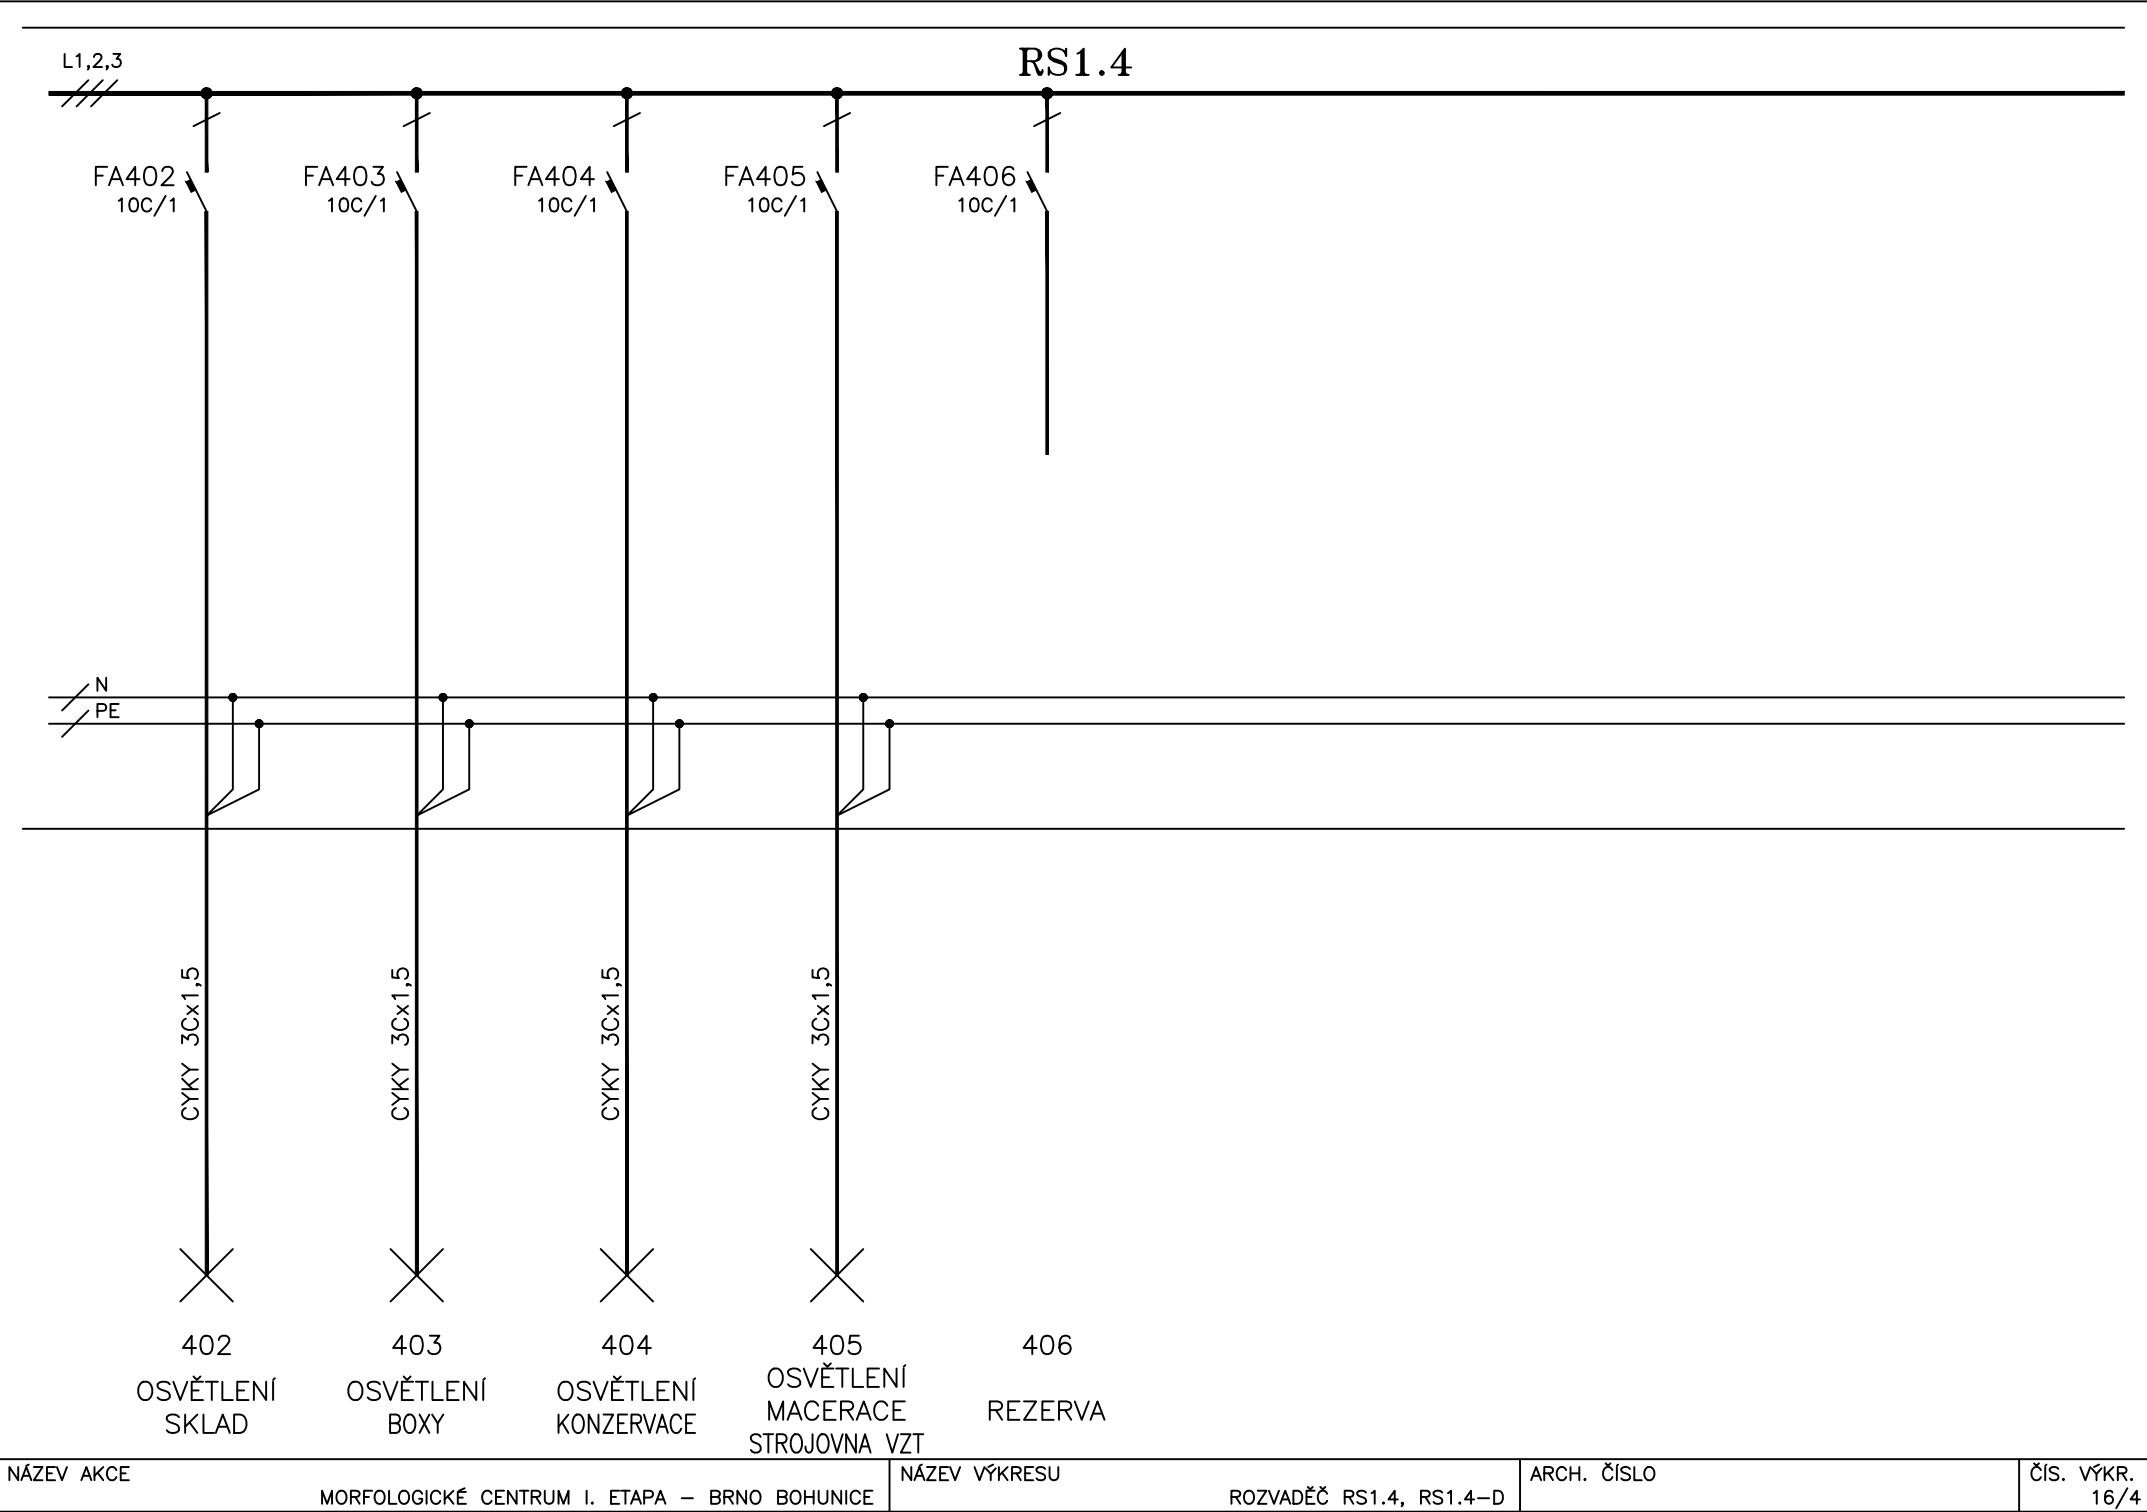 RS1.4
L1,2,3
FA402
10C/1
FA403
10C/1
FA404
10C/1
FA405
10C/1
FA406
10C/1
N
PE
CYKY 3Cx1,5
CYKY 3Cx1,5
CYKY 3Cx1,5
CYKY 3Cx1,5
402
OSVĚTLENÍ
SKLAD
403
OSVĚTLENÍ
BOXY
404
OSVĚTLENÍ
KONZERVACE
405
OSVĚTLENÍ
MACERACE
STROJOVNA VZT
406
REZERVA
NÁZEV AKCE
MORFOLOGICKÉ CENTRUM I. ETAPA – BRNO BOHUNICE
NÁZEV VÝKRESU
ROZVADĚČ RS1.4, RS1.4–D
ARCH. ČÍSLO
ČÍS. VÝKR.
16/4